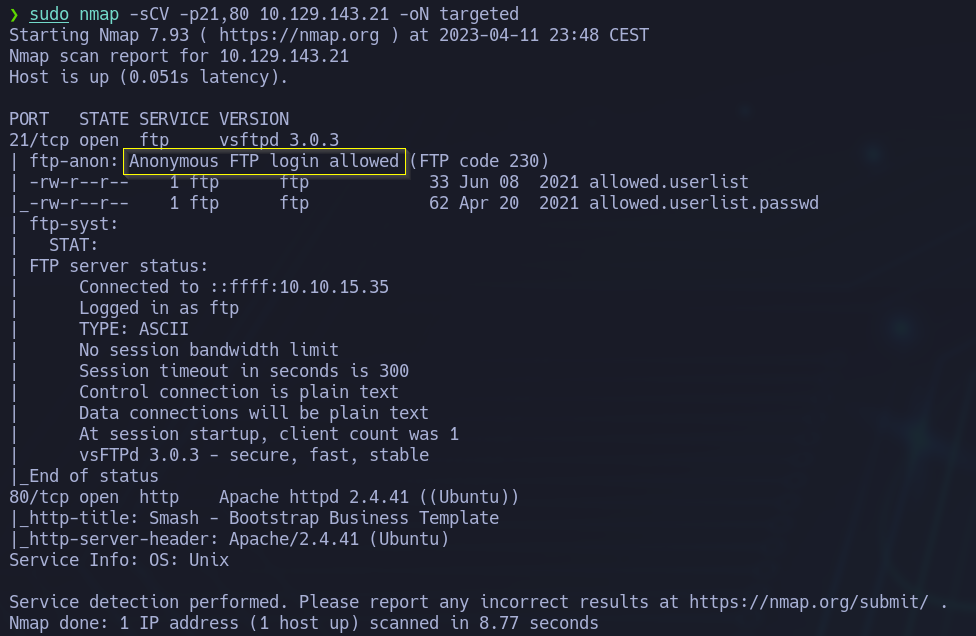 ❯ sudo nmap -sCV -p21,80 10.129.143.21 -oN targeted
Starting Nmap 7.93 ( https://nmap.org ) at 2023-04-11 23:48 CEST
Nmap scan report for 10.129.143.21
Host is up (0.051s latency).

PORT   STATE SERVICE VERSION
21/tcp open  ftp     vsftpd 3.0.3
| ftp-anon: Anonymous FTP login allowed (FTP code 230)
| -rw-r--r--    1 ftp      ftp            33 Jun 08  2021 allowed.userlist
|_-rw-r--r--    1 ftp      ftp            62 Apr 20  2021 allowed.userlist.passwd
| ftp-syst:
|   STAT:
| FTP server status:
|      Connected to ::ffff:10.10.15.35
|      Logged in as ftp
|      TYPE: ASCII
|      No session bandwidth limit
|      Session timeout in seconds is 300
|      Control connection is plain text
|      Data connections will be plain text
|      At session startup, client count was 1
|      vsFTPd 3.0.3 - secure, fast, stable
|_End of status
80/tcp open  http    Apache httpd 2.4.41 ((Ubuntu))
|_http-title: Smash - Bootstrap Business Template
|_http-server-header: Apache/2.4.41 (Ubuntu)
Service Info: OS: Unix

Service detection performed. Please report any incorrect results at https://nmap.org/submit/ .
Nmap done: 1 IP address (1 host up) scanned in 8.77 seconds